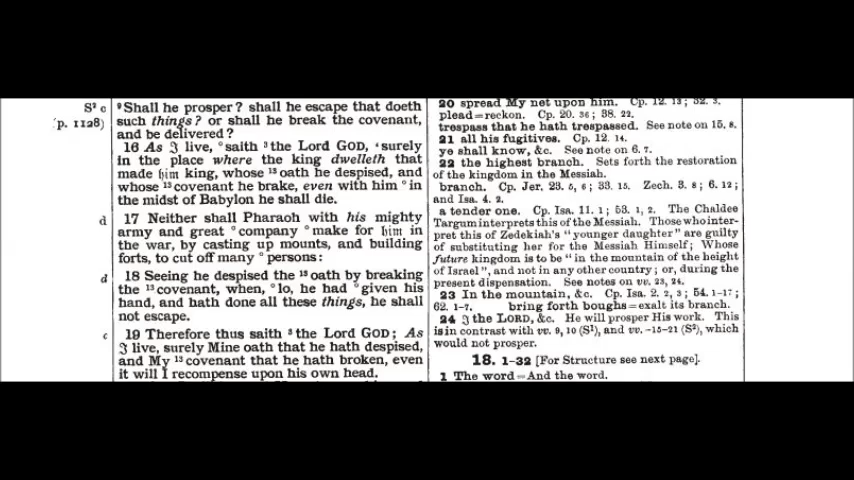 S² c
(p. 1128)
⁹Shall he prosper? shall he escape that doeth
such things? or shall he break the covenant,
and be delivered?
16 As I live, °saith ³the Lord GOD, ‘surely
in the place where the king dwelleth that
made him king, whose ¹³oath he despised, and
whose ¹³covenant he brake, even with him °in
the midst of Babylon he shall die.
d
17 Neither shall Pharaoh with his mighty
army and great °company °make for him in
the war, by casting up mounts, and building
forts, to cut off many °persons:
d
18 Seeing he despised the ¹³oath by breaking
the ¹³covenant, when, °lo, he had °given his
hand, and hath done all these things, he shall
not escape.
c
19 Therefore thus saith ³the Lord GOD; As
I live, surely Mine oath that he hath despised,
and My ¹³covenant that he hath broken, even
it will I recompense upon his own head.
20 spread My net upon him. Cp. 12. 13; 32. 3.
plead=reckon. Cp. 20. 36; 38. 22.
trespass that he hath trespassed. See note on 15. 8.
21 all his fugitives. Cp. 12. 14.
ye shall know, &c. See note on 6. 7.
22 the highest branch. Sets forth the restoration
of the kingdom in the Messiah.
branch. Cp. Jer. 23. 5, 6; 33. 15. Zech. 3. 8; 6. 12;
and Isa. 4. 2.
a tender one. Cp. Isa. 11. 1; 53. 1, 2. The Chaldee
Targum interprets this of the Messiah. Those who inter-
pret this of Zedekiah's "younger daughter" are guilty
of substituting her for the Messiah Himself; Whose
future kingdom is to be "in the mountain of the height
of Israel", and not in any other country; or, during the
present dispensation. See notes on vv. 23, 24.
23 In the mountain, &c. Cp. Isa. 2. 2, 3; 54. 1-17;
62. 1-7. bring forth boughs=exalt its branch.
24 I the LORD, &c. He will prosper His work. This
is in contrast with vv. 9, 10 (S¹), and vv. -15-21 (S²), which
would not prosper.
18. 1-32 [For Structure see next page].
1 The word=And the word.